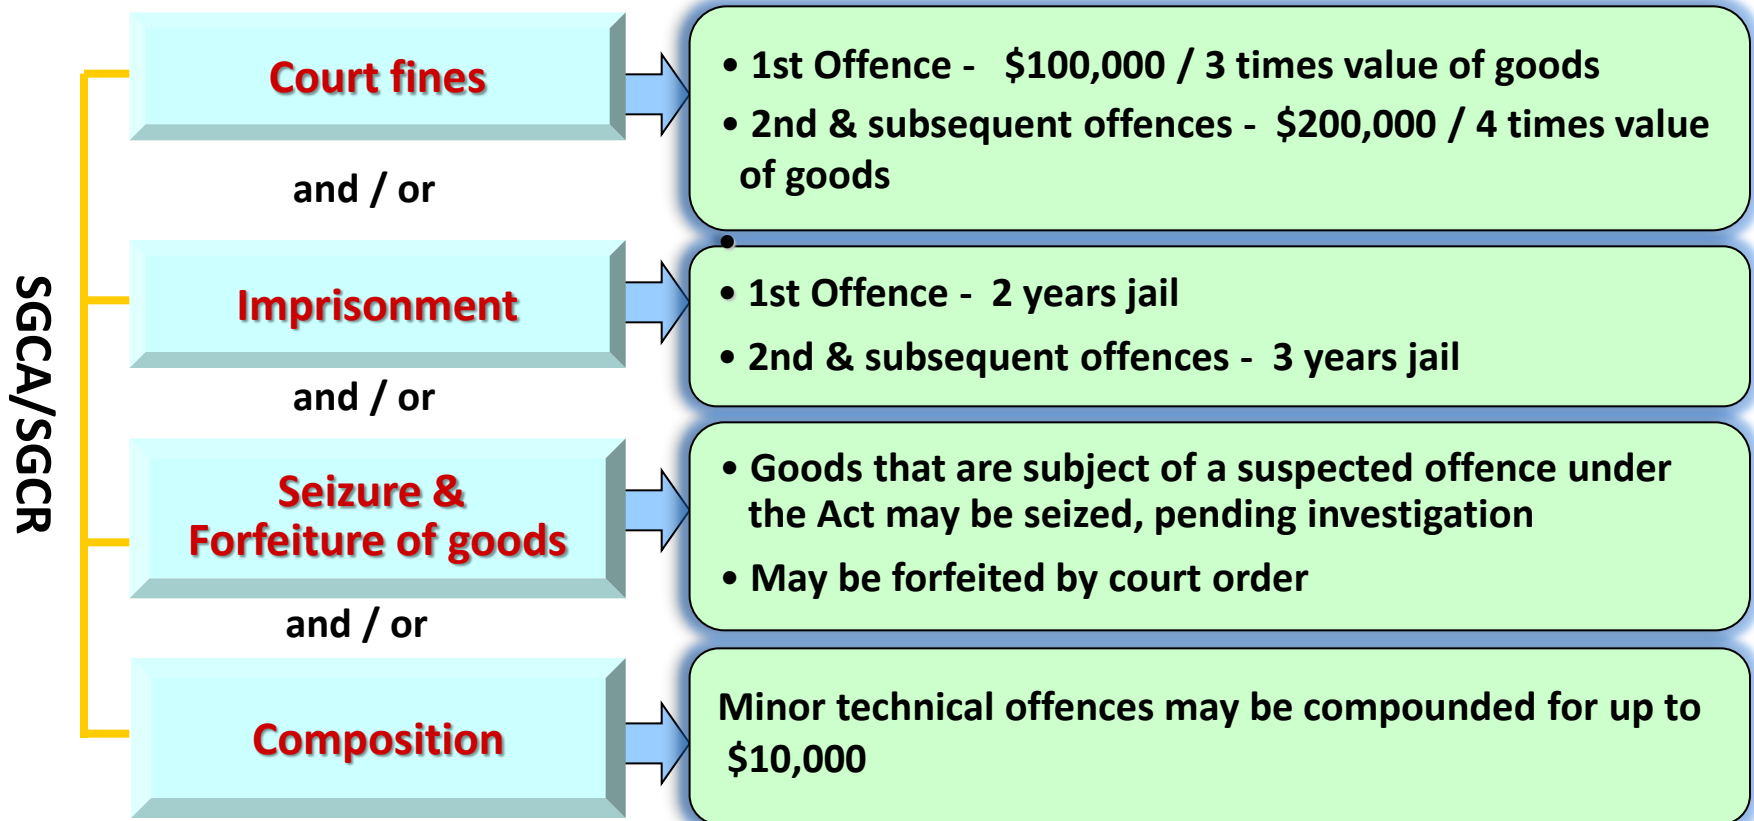 SGCA/SGCR
Court fines
• 1st Offence - $100,000 / 3 times value of goods
• 2nd & subsequent offences - $200,000 / 4 times value
of goods
and / or
•
Imprisonment
• 1st Offence - 2 years jail
• 2nd & subsequent offences - 3 years jail
and / or
Seizure &
Forfeiture of goods
• Goods that are subject of a suspected offence under
the Act may be seized, pending investigation
• May be forfeited by court order
and / or
Composition
Minor technical offences may be compounded for up to
$10,000